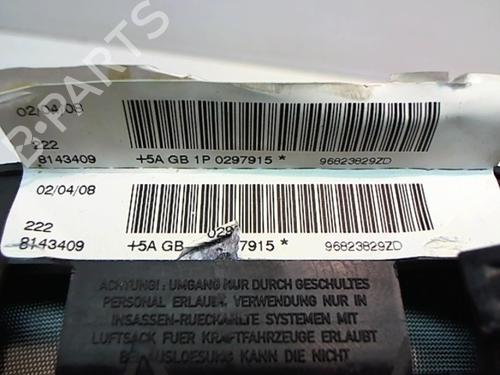 B-PARTS
02/04/08
222
8143409 +5A GB 1P 0297915 * 96823829ZD
02/04/08
222 029
8143409 +5A GB 7915 * 96823829ZD
ACHTUNG!: UMGANG NUR DURCH GESCHULTES
PERSONAL ERLAUBT VERWENDUNG NUR IN
INSASSEN-RUECKHALTE SYSTEMEN MIT
LUFTSACK FUER KRAFTFAHRZEUGE ERLAUBT
BEI AUSLOESUNG KANN DIE NICHT